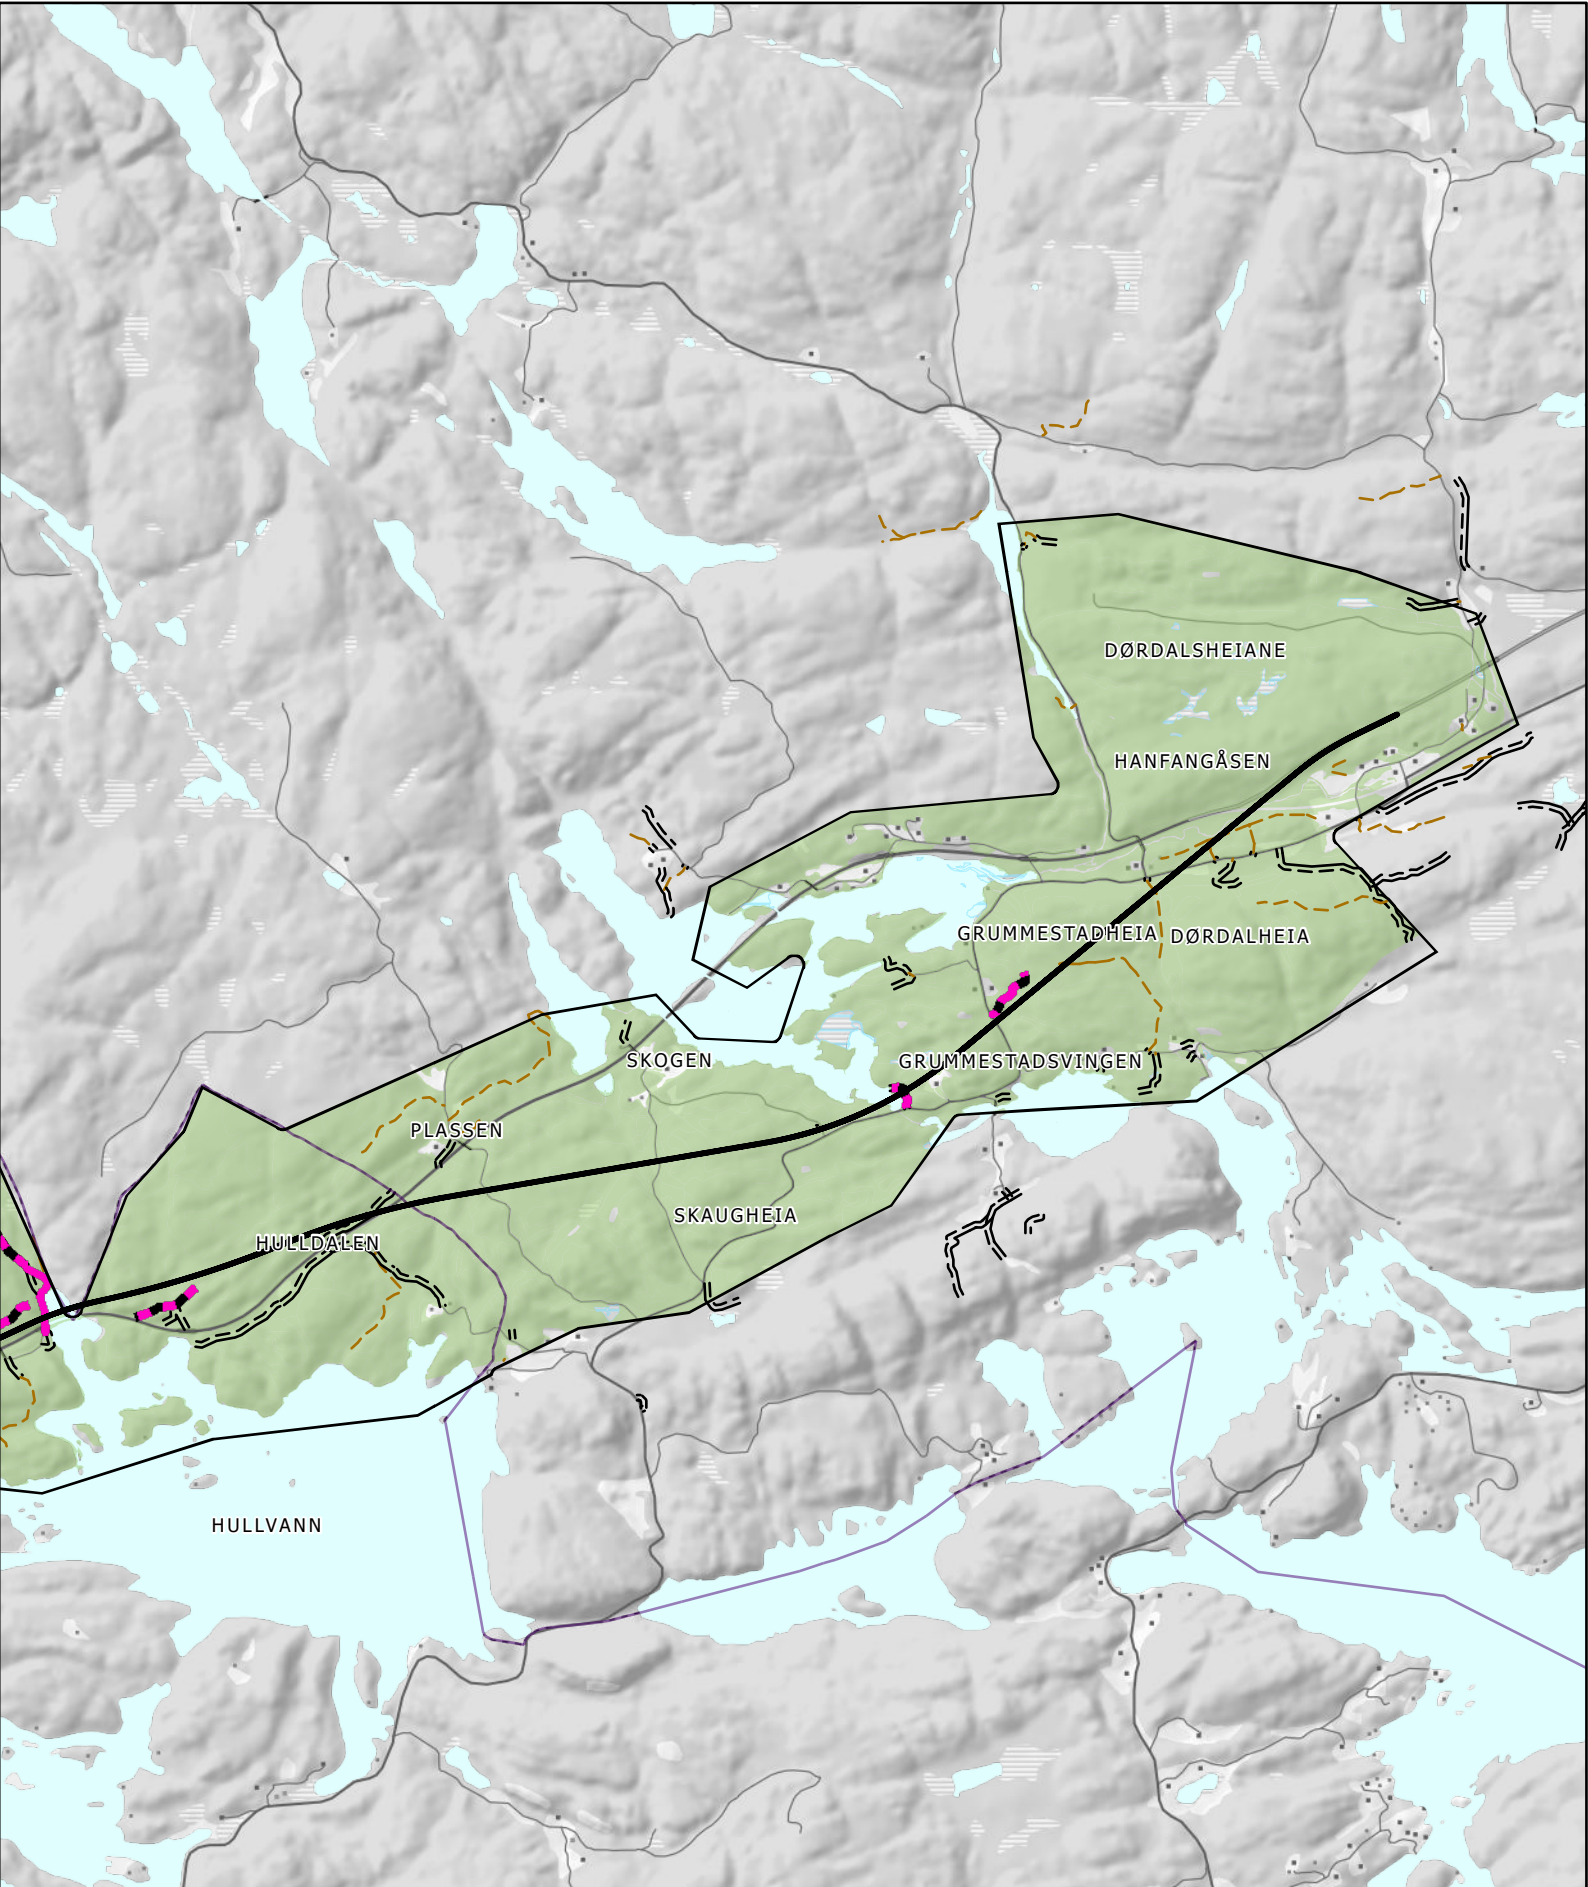 DØRDALSHEIANE
HANFANGÅSEN
GRUMMESTADHEIA
DØRDALHEIA
SKOGEN
GRUMMESTADSVINGEN
PLASSEN
SKAUGHEIA
HULLDALEN
HULLVANN